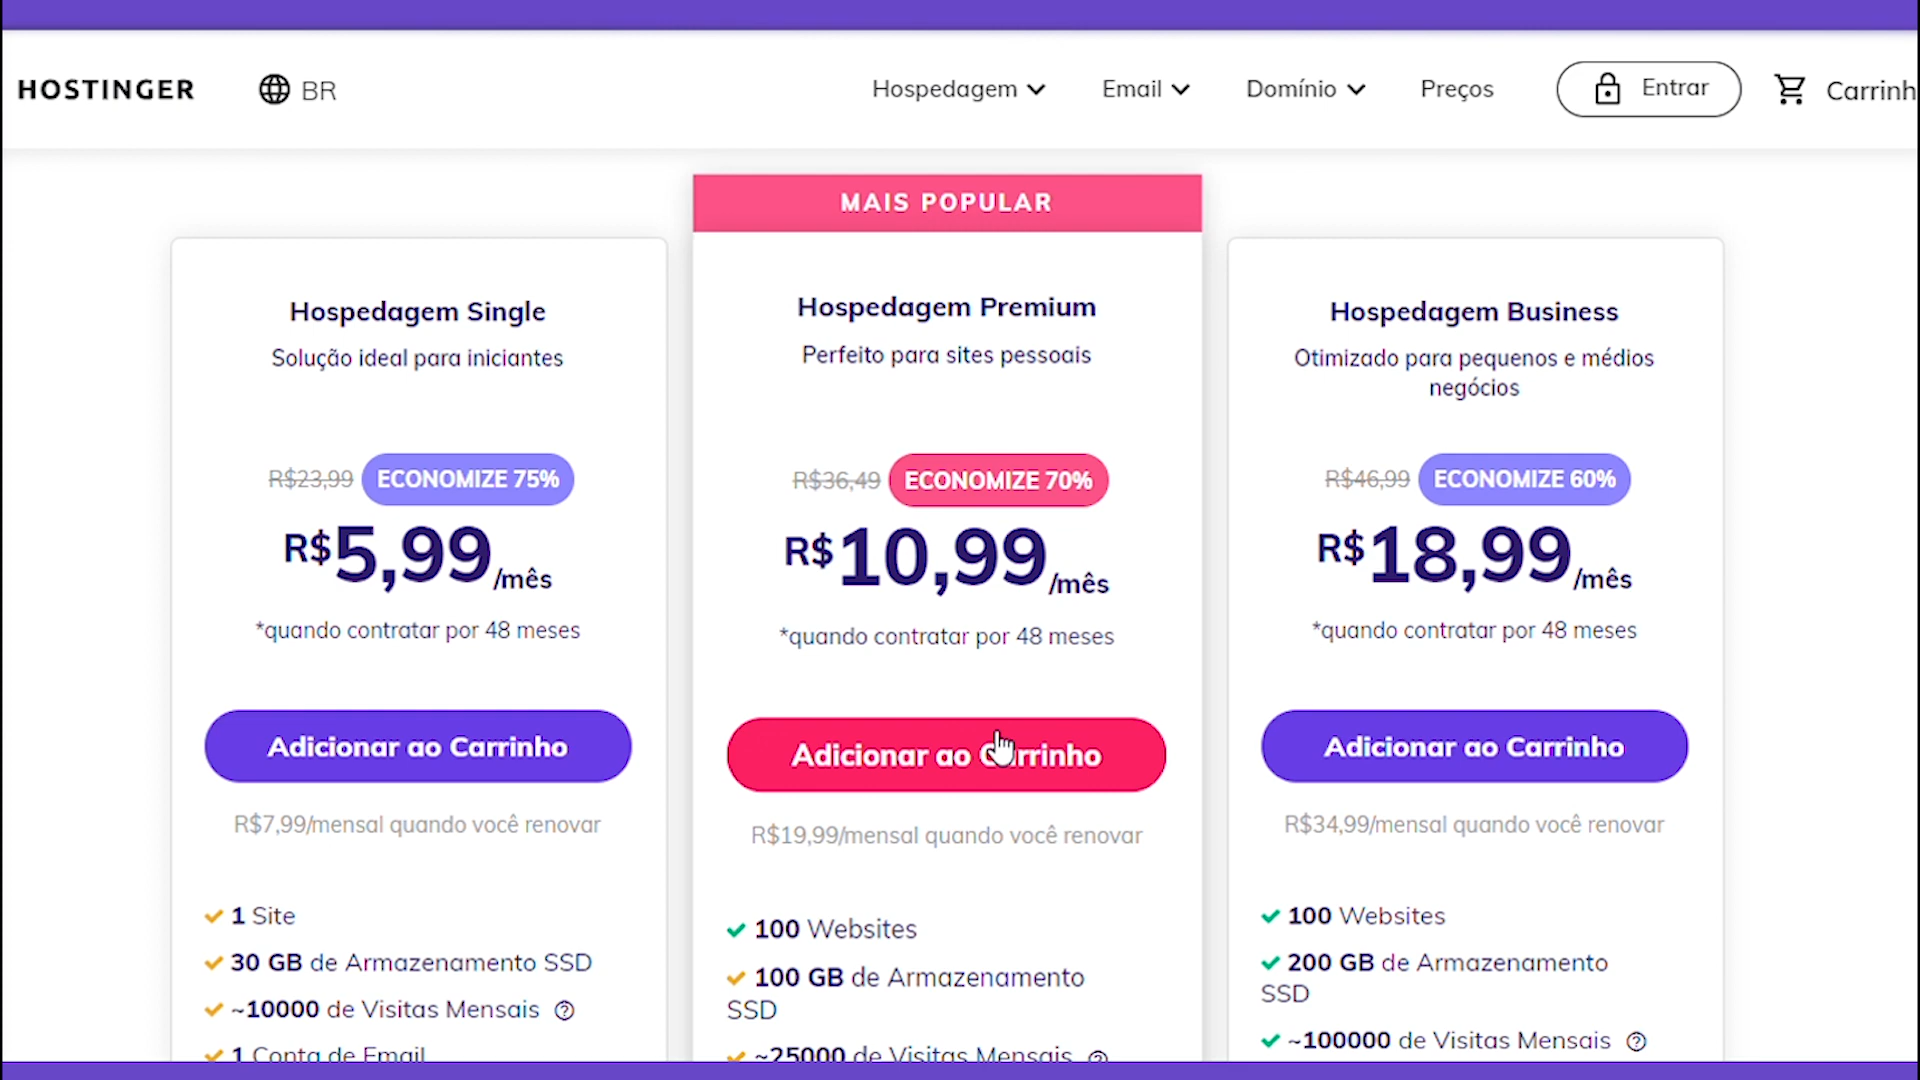 HOSTINGER
BR
Hospedagem
Email
Domínio
Preços
Entrar
Carrinh
MAIS POPULAR
Hospedagem Single
Solução ideal para iniciantes
R$23,99 ECONOMIZE 75%
R$5,99/mês
*quando contratar por 48 meses
Adicionar ao Carrinho
R$7,99/mensal quando você renovar
1 Site
30 GB de Armazenamento SSD
~10000 de Visitas Mensais
1 Conta de Email
Hospedagem Premium
Perfeito para sites pessoais
R$36,49 ECONOMIZE 70%
R$10,99/mês
*quando contratar por 48 meses
Adicionar ao Carrinho
R$19,99/mensal quando você renovar
100 Websites
100 GB de Armazenamento
SSD
~25000 de Visitas Mensais
Hospedagem Business
Otimizado para pequenos e médios
negócios
R$46,99 ECONOMIZE 60%
R$18,99/mês
*quando contratar por 48 meses
Adicionar ao Carrinho
R$34,99/mensal quando você renovar
100 Websites
200 GB de Armazenamento
SSD
~100000 de Visitas Mensais